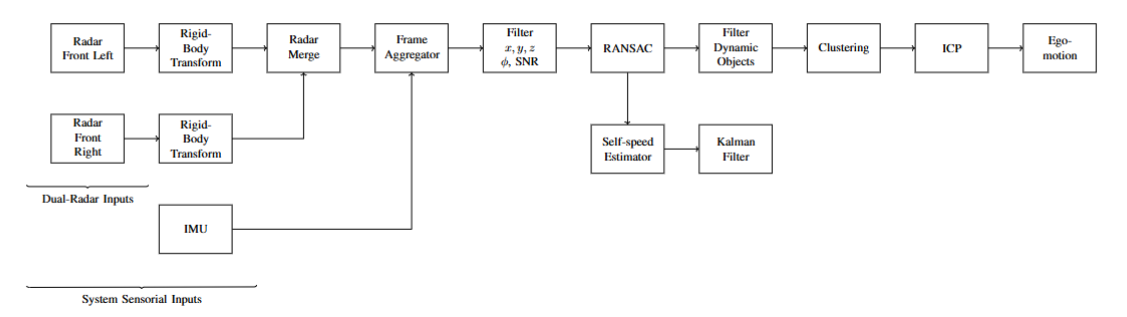 Radar
Front Left
Rigid-
Body
Transform
Radar
Merge
Frame
Aggregator
Filter
x, y, z
ϕ, SNR
RANSAC
Filter
Dynamic
Objects
Clustering
ICP
Ego-
motion
Radar
Front
Right
Rigid-
Body
Transform
Self-speed
Estimator
Kalman
Filter
Dual-Radar Inputs
IMU
System Sensorial Inputs